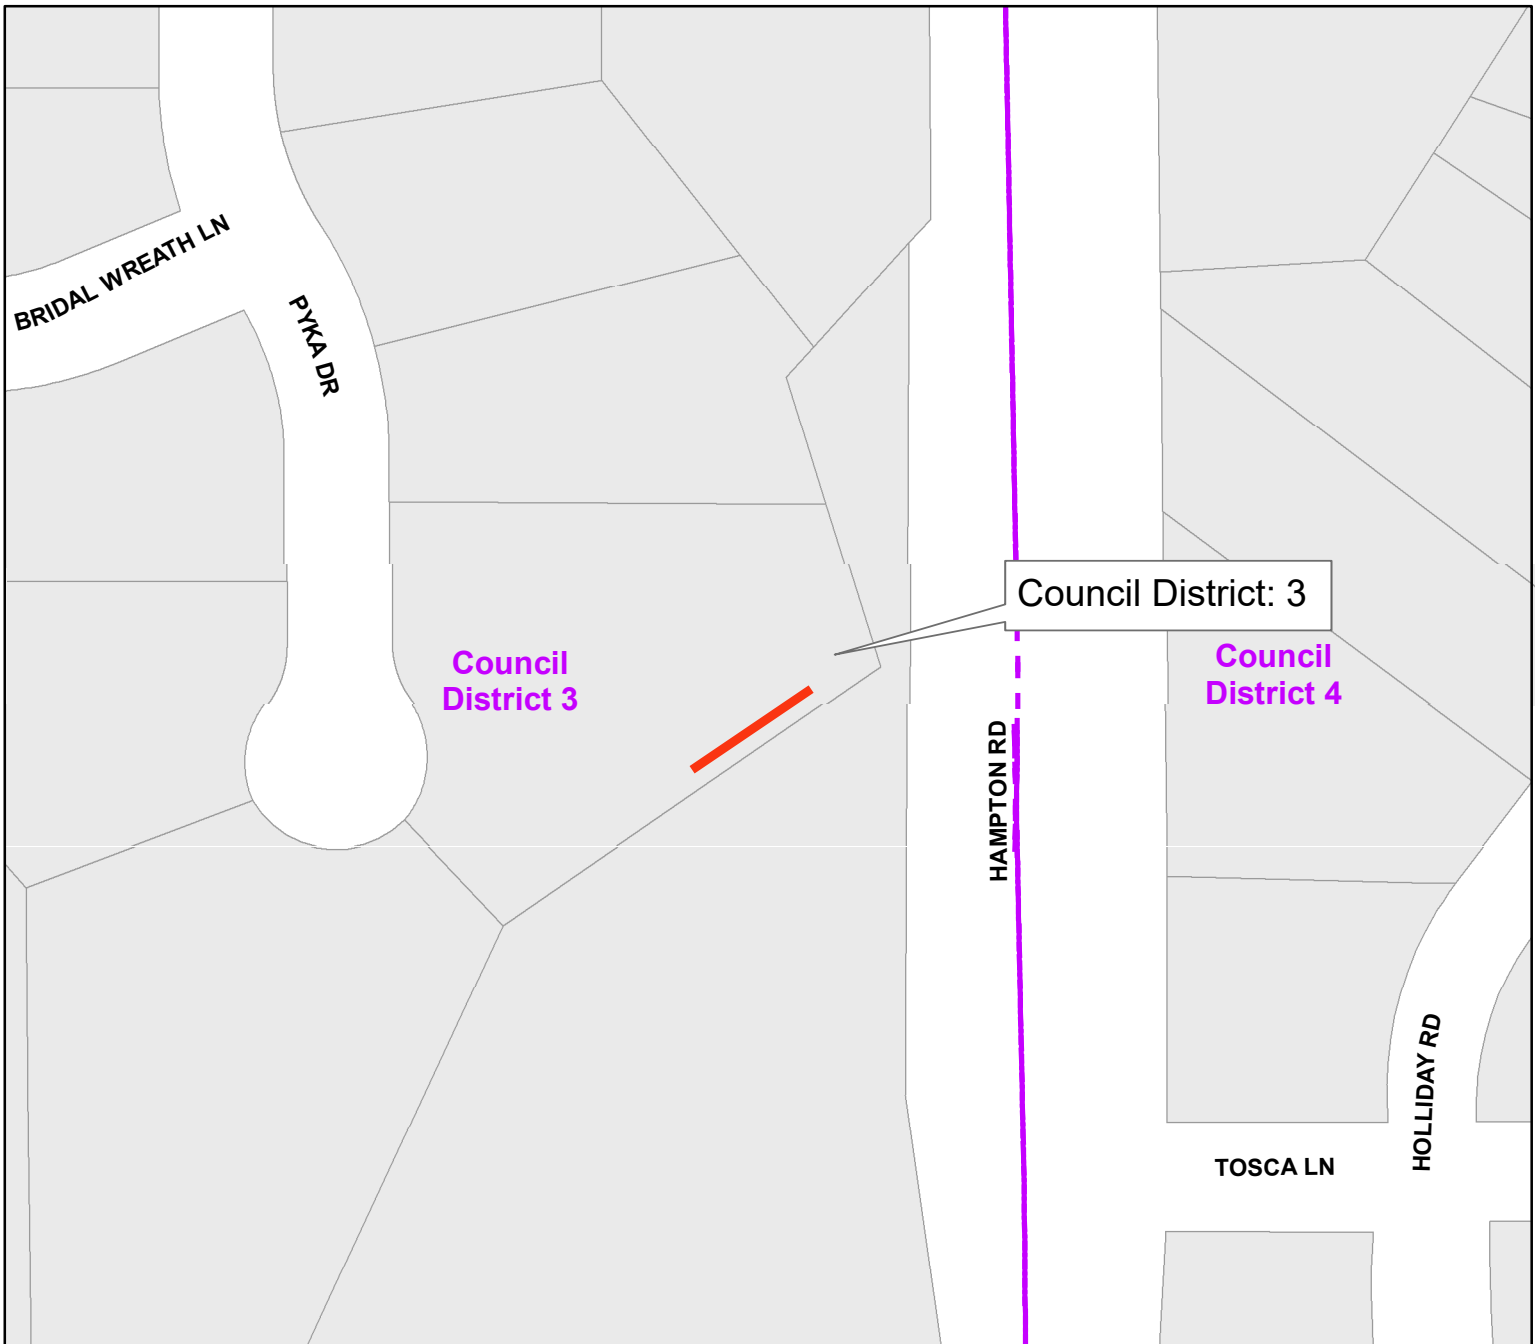 BRIDAL WREATH LN
PYKA DR
Council District: 3
Council
District 3
Council
District 4
HAMPTON RD
HOLLIDAY RD
TOSCA LN